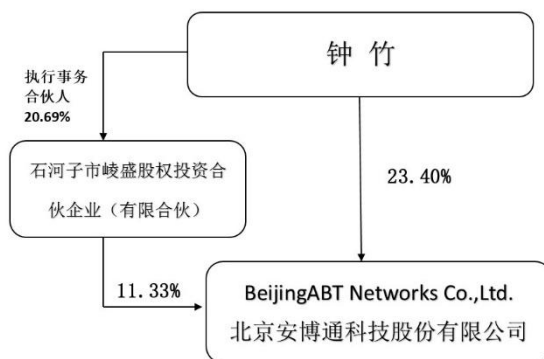 钟 竹
执行事务
合伙人
20.69%
石河子市崚盛股权投资合
伙企业（有限合伙）
23.40%
11.33%
BeijingABT Networks Co.,Ltd.
北京安博通科技股份有限公司